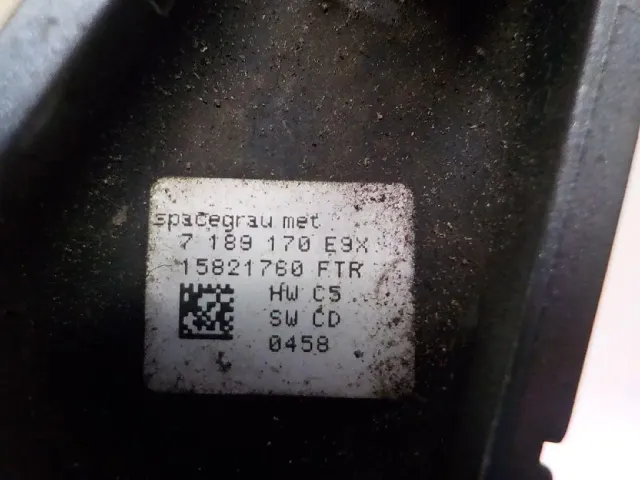 spacegrau met
7 189 170 E9X
15821760 FTR
HW C5
SW CD
0458